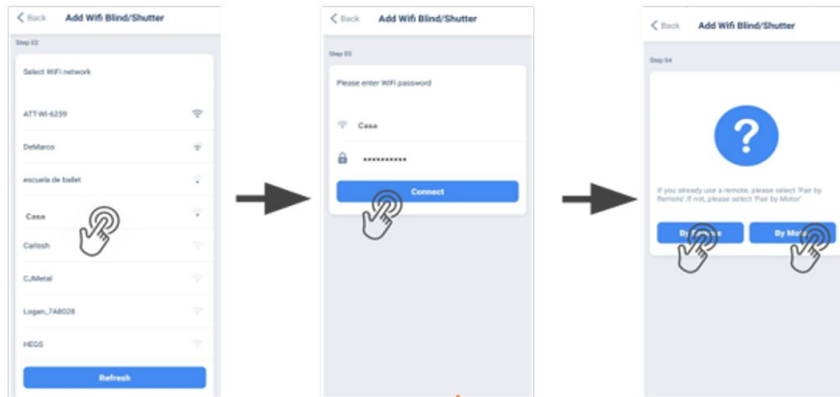 Back Add Wifi Blind/Shutter
Step 02
Select WiFi network
ATT-WI-6259
DeMarco
escuela de ballet
Casa
Carlosh
CJMetal
Logan_7A8028
HEGS
Refresh
Back Add Wifi Blind/Shutter
Step 03
Please enter WiFi password
Casa
**********
Connect
Back Add Wifi Blind/Shutter
Step 04
?
If you already use a remote, please select 'Pair by
Remote'.If not, please select 'Pair by Motor'
By
By